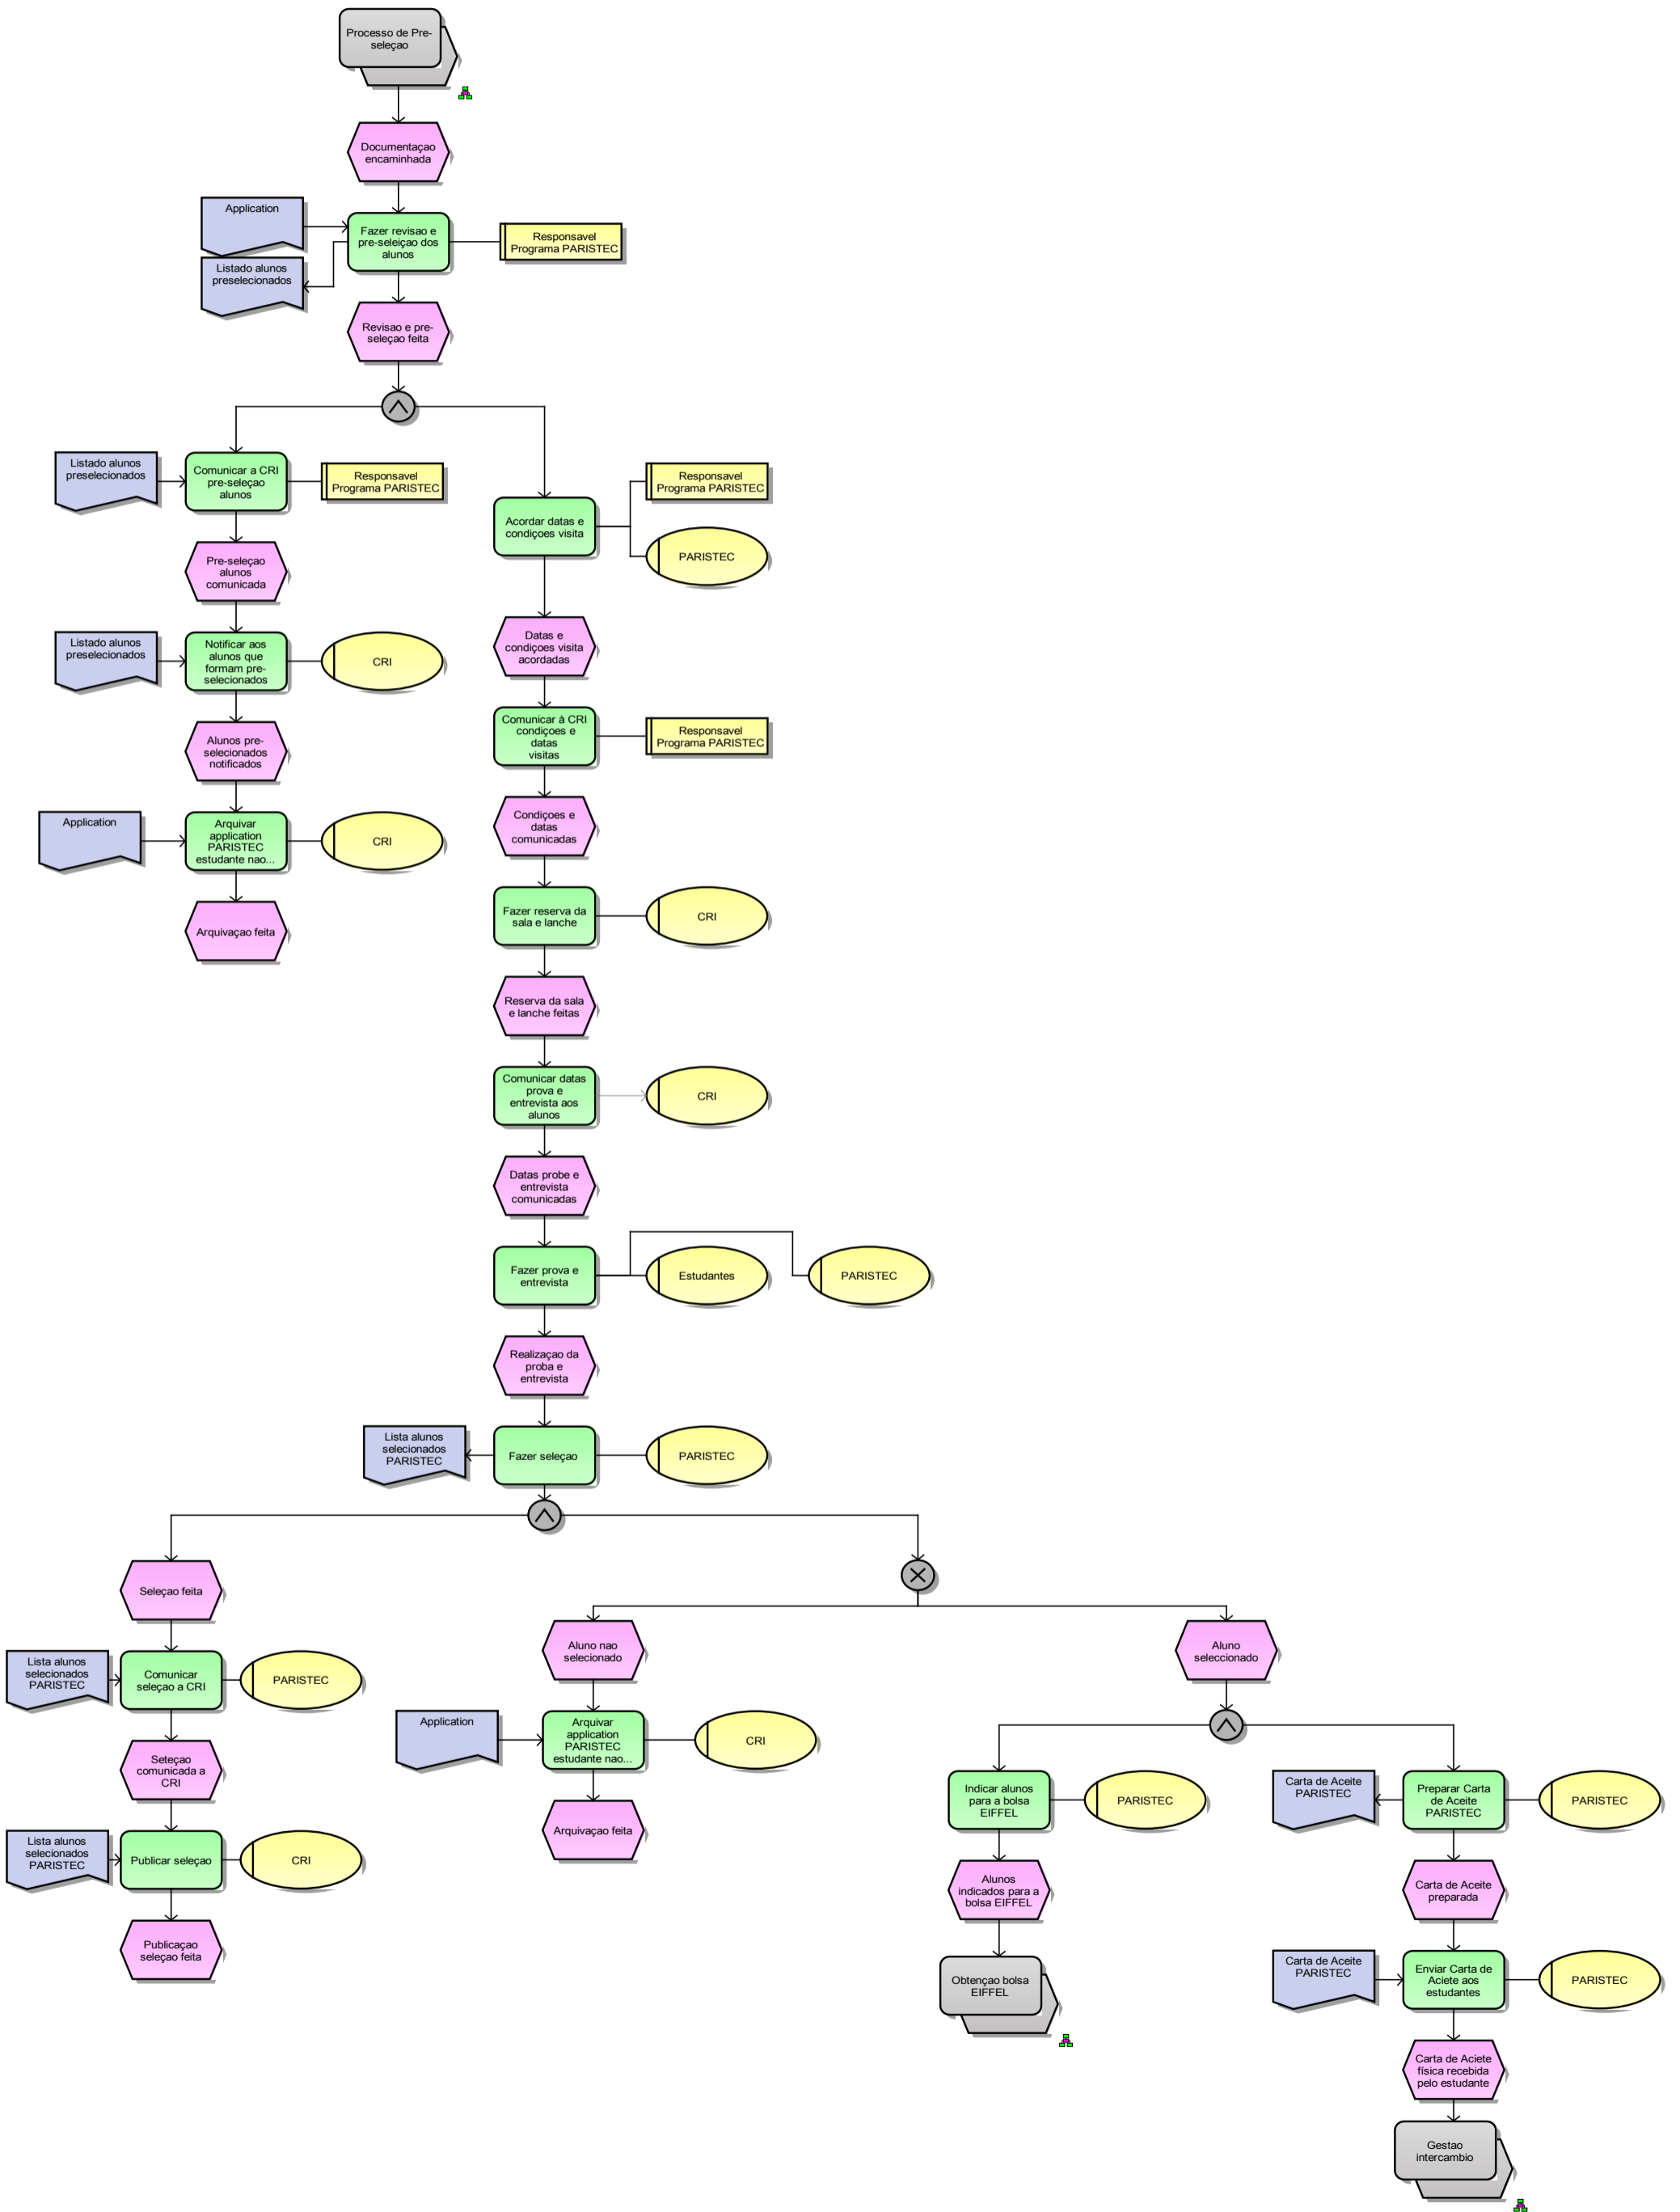 Processo de Pre-
seleçao
Documentaçao
encaminhada
Application
Fazer revisao e
pre-seleiçao dos
alunos
Responsavel
Programa PARISTEC
Listado alunos
preselecionados
Revisao e pre-
seleçao feita
Listado alunos
preselecionados
Comunicar a CRI
pre-seleçao
alunos
Responsavel
Programa PARISTEC
Responsavel
Programa PARISTEC
Acordar datas e
condiçoes visita
PARISTEC
Pre-seleçao
alunos
comunicada
Listado alunos
preselecionados
Notificar aos
alunos que
formam pre-
selecionados
CRI
Datas e
condiçoes visita
acordadas
Alunos pre-
selecionados
notificados
Comunicar à CRI
condiçoes e
datas
visitas
Responsavel
Programa PARISTEC
Application
Arquivar
application
PARISTEC
estudante nao...
CRI
Condiçoes e
datas
comunicadas
Arquivaçao feita
Fazer reserva da
sala e lanche
CRI
Reserva da sala
e lanche feitas
Comunicar datas
prova e
entrevista aos
alunos
CRI
Datas probe e
entrevista
comunicadas
Fazer prova e
entrevista
Estudantes
PARISTEC
Realizaçao da
proba e
entrevista
Lista alunos
selecionados
PARISTEC
Fazer seleçao
PARISTEC
Seleçao feita
Aluno nao
selecionado
Aluno
seleccionado
Lista alunos
selecionados
PARISTEC
Comunicar
seleçao a CRI
PARISTEC
Application
Arquivar
application
PARISTEC
estudante nao...
CRI
Seteçao
comunicada a
CRI
Indicar alunos
para a bolsa
EIFFEL
PARISTEC
Carta de Aceite
PARISTEC
Preparar Carta
de Aceite
PARISTEC
PARISTEC
Arquivaçao feita
Lista alunos
selecionados
PARISTEC
Publicar seleçao
CRI
Alunos
indicados para a
bolsa EIFFEL
Carta de Aceite
preparada
Publicaçao
seleçao feita
Obtençao bolsa
EIFFEL
Carta de Aceite
PARISTEC
Enviar Carta de
Aciete aos
estudantes
PARISTEC
Carta de Aciete
física recebida
pelo estudante
Gestao
intercambio